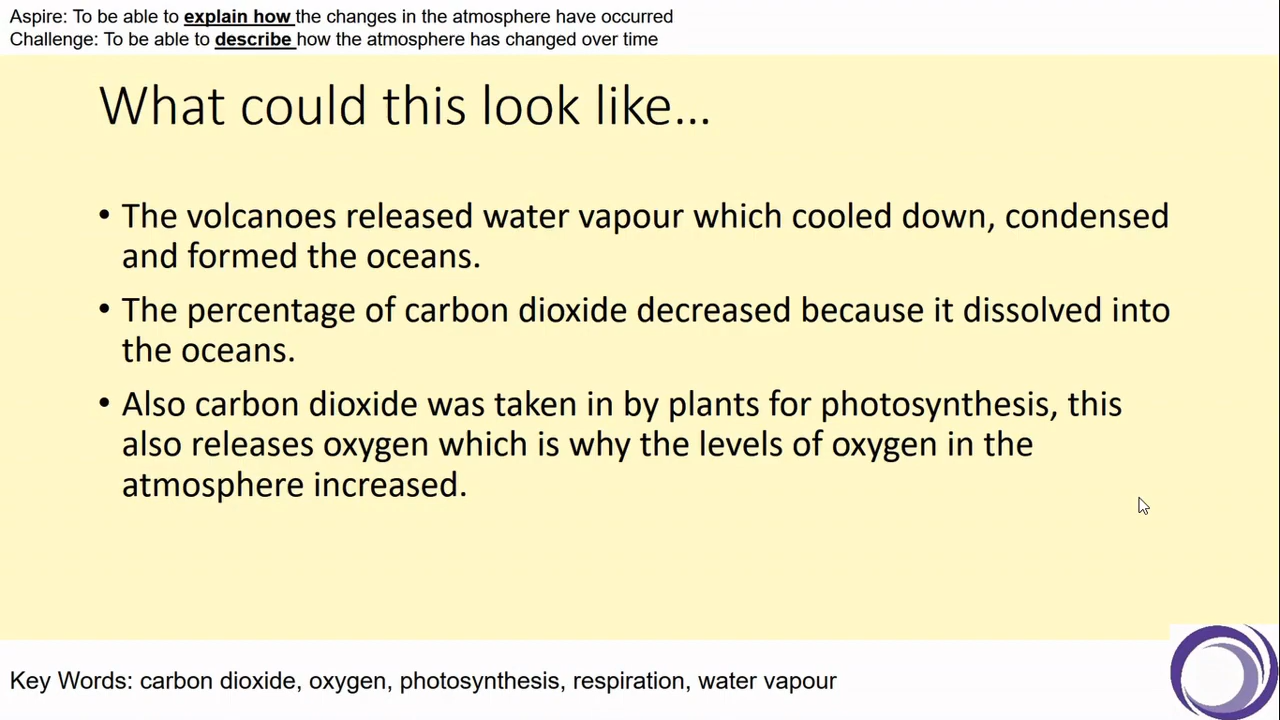 Aspire: To be able to explain how the changes in the atmosphere have occurred
Challenge: To be able to describe how the atmosphere has changed over time
What could this look like...
• The volcanoes released water vapour which cooled down, condensed
and formed the oceans.
• The percentage of carbon dioxide decreased because it dissolved into
the oceans.
• Also carbon dioxide was taken in by plants for photosynthesis, this
also releases oxygen which is why the levels of oxygen in the
atmosphere increased.
Key Words: carbon dioxide, oxygen, photosynthesis, respiration, water vapour